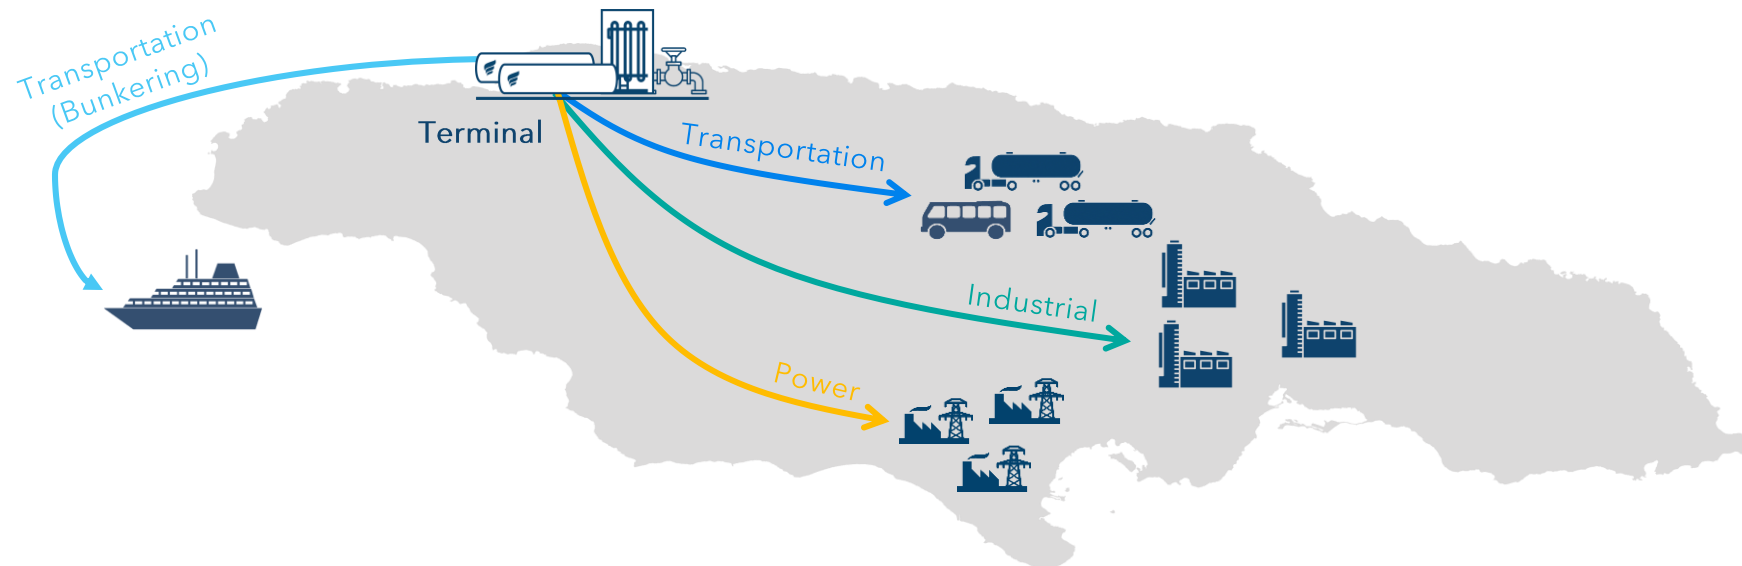 Transportation
(Bunkering)
Terminal
Transportation
Industrial
Power